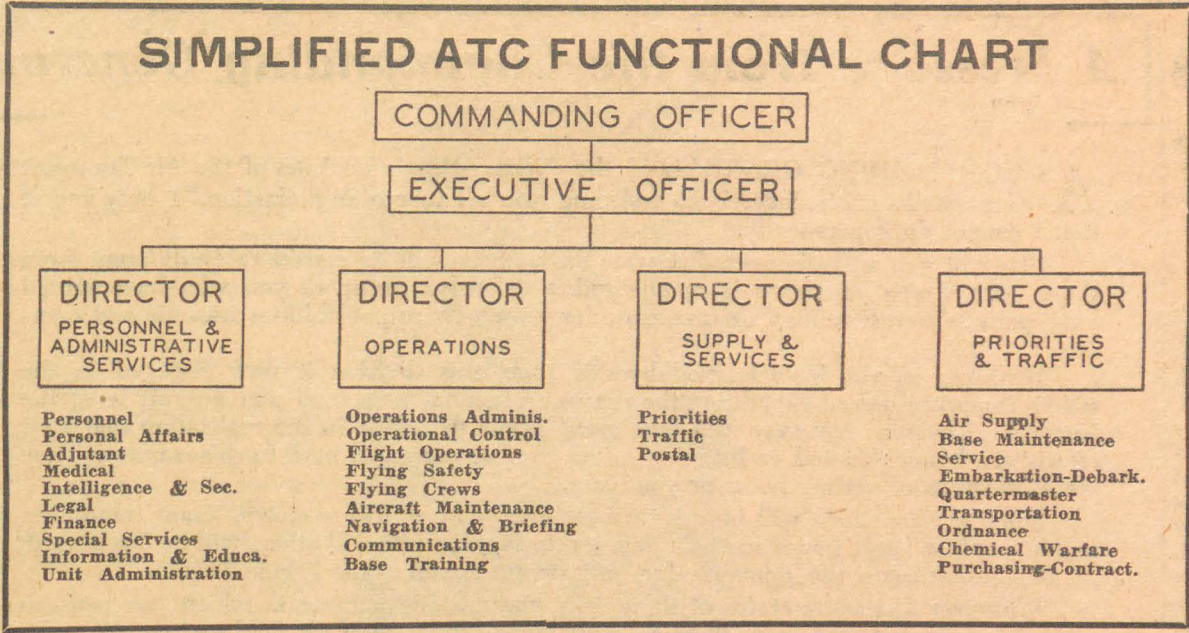 SIMPLIFIED ATC FUNCTIONAL CHART
COMMANDING OFFICER
EXECUTIVE OFFICER
DIRECTOR
PERSONNEL &
ADMINISTRATIVE
SERVICES
Personnel
Personal Affairs
Adjutant
Medical
Intelligence & Sec.
Legal
Finance
Special Services
Information & Educa.
Unit Administration
DIRECTOR
OPERATIONS
Operations Adminis.
Operational Control
Flight Operations
Flying Safety
Flying Crews
Aircraft Maintenance
Navigation & Briefing
Communications
Base Training
DIRECTOR
SUPPLY &
SERVICES
Priorities
Traffic
Postal
DIRECTOR
PRIORITIES
& TRAFFIC
Air Supply
Base Maintenance
Service
Embarkation-Debark.
Quartermaster
Transportation
Ordnance
Chemical Warfare
Purchasing-Contract.